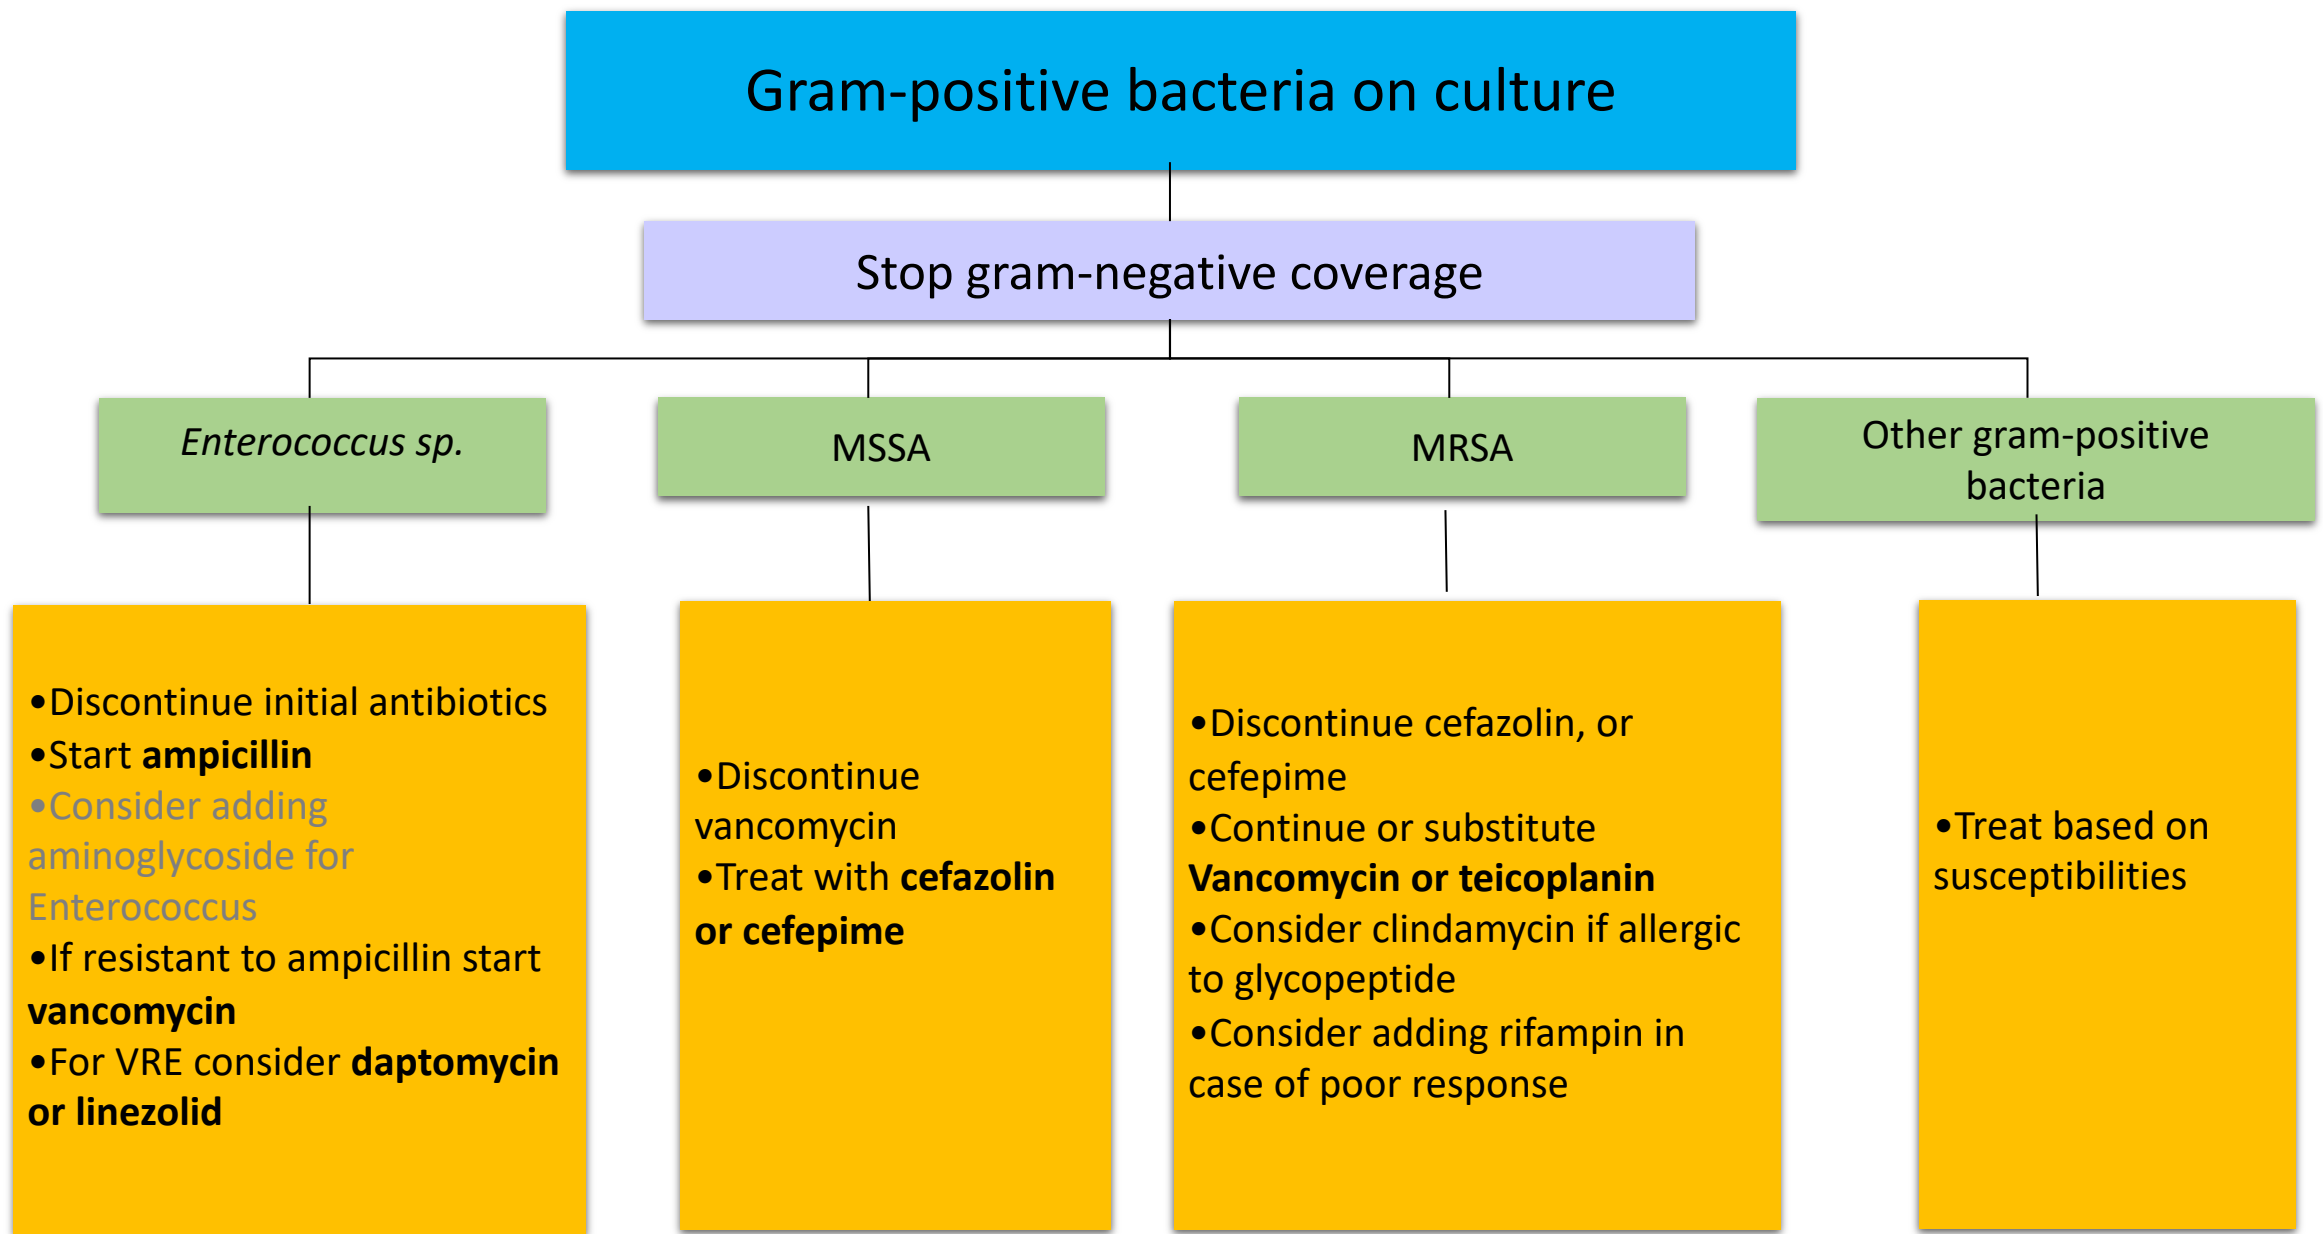 Gram-positive bacteria on culture
Stop gram-negative coverage
Enterococcus sp.
MSSA
MRSA
Other gram-positive
bacteria
•Discontinue initial antibiotics
•Start ampicillin
•Consider adding
aminoglycoside for
Enterococcus
•If resistant to ampicillin start
vancomycin
•For VRE consider daptomycin
or linezolid
•Discontinue
vancomycin
•Treat with cefazolin
or cefepime
•Discontinue cefazolin, or
cefepime
•Continue or substitute
Vancomycin or teicoplanin
•Consider clindamycin if allergic
to glycopeptide
•Consider adding rifampin in
case of poor response
•Treat based on
susceptibilities